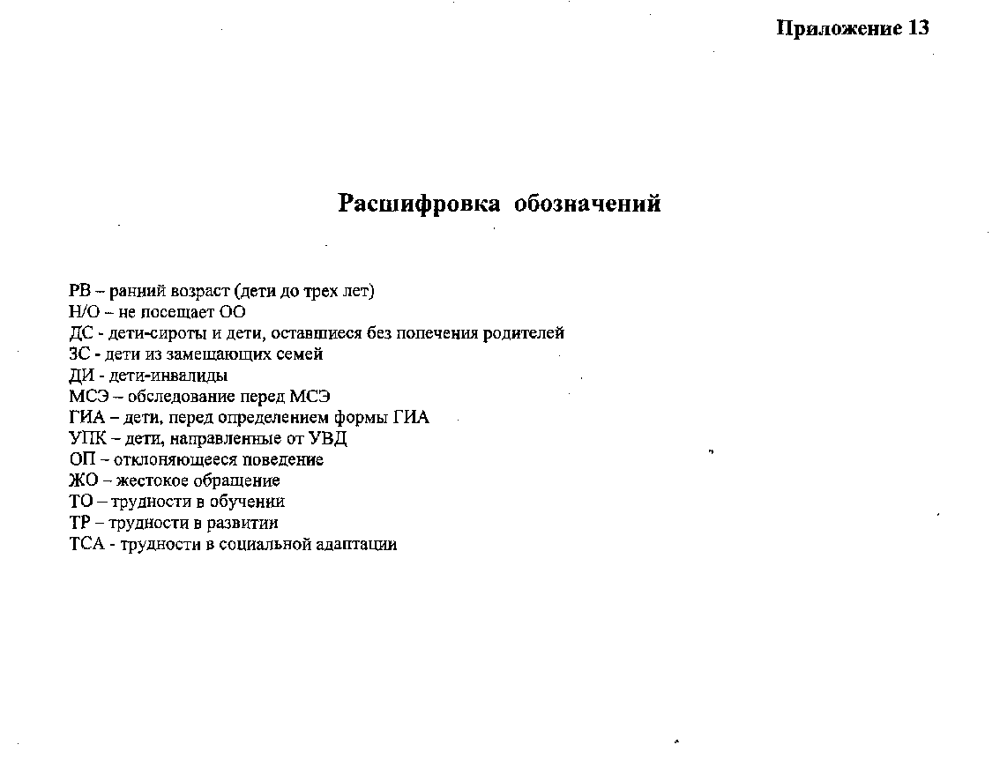 Приложение 13
Расшифровка обозначений
РВ – ранний возраст (дети до трех лет)
Н/О – не посещает ОО
ДС - дети-сироты и дети, оставшиеся без попечения родителей
ЗС - дети из замещающих семей
ДИ - дети-инвалиды
МСЭ – обследование перед МСЭ
ГИА – дети, перед определением формы ГИА
УПК – дети, направленные от УВД
ОП – отклоняющееся поведение
ЖО – жестокое обращение
ТО – трудности в обучении
ТР – трудности в развитии
ТСА - трудности в социальной адаптации